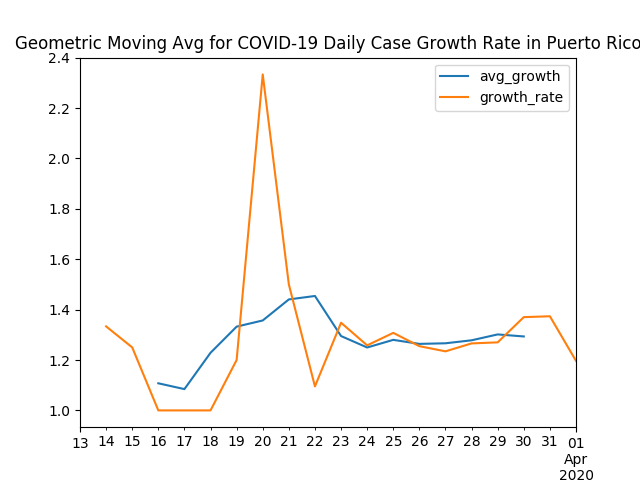 Geometric Moving Avg for COVID-19 Daily Case Growth Rate in Puerto Rico
avg_growth
growth_rate
2.4
2.2
2.0
1.8
1.6
1.4
1.2
1.0
13 14 15 16 17 18 19 20 21 22 23 24 25 26 27 28 29 30 31 01
Apr
2020